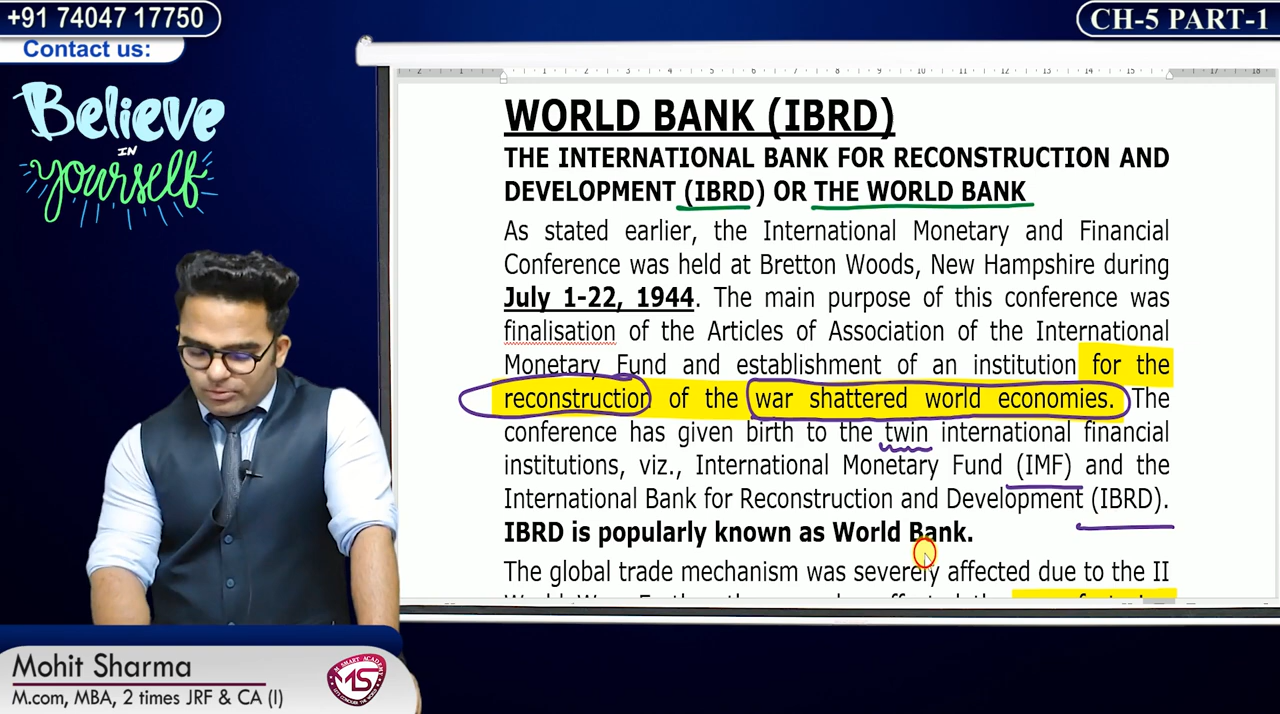 +91 74047 17750
Contact us:
CH-5 PART-1
Believe
IN
yourself
WORLD BANK (IBRD)
THE INTERNATIONAL BANK FOR RECONSTRUCTION AND
DEVELOPMENT (IBRD) OR THE WORLD BANK
As stated earlier, the International Monetary and Financial
Conference was held at Bretton Woods, New Hampshire during
July 1-22, 1944. The main purpose of this conference was
finalisation of the Articles of Association of the International
Monetary Fund and establishment of an institution for the
reconstruction of the war shattered world economies. The
conference has given birth to the twin international financial
institutions, viz., International Monetary Fund (IMF) and the
International Bank for Reconstruction and Development (IBRD).
IBRD is popularly known as World Bank.
The global trade mechanism was severely affected due to the II
Mohit Sharma
M.com, MBA, 2 times JRF & CA (I)
M SMART ACADEMY
MS